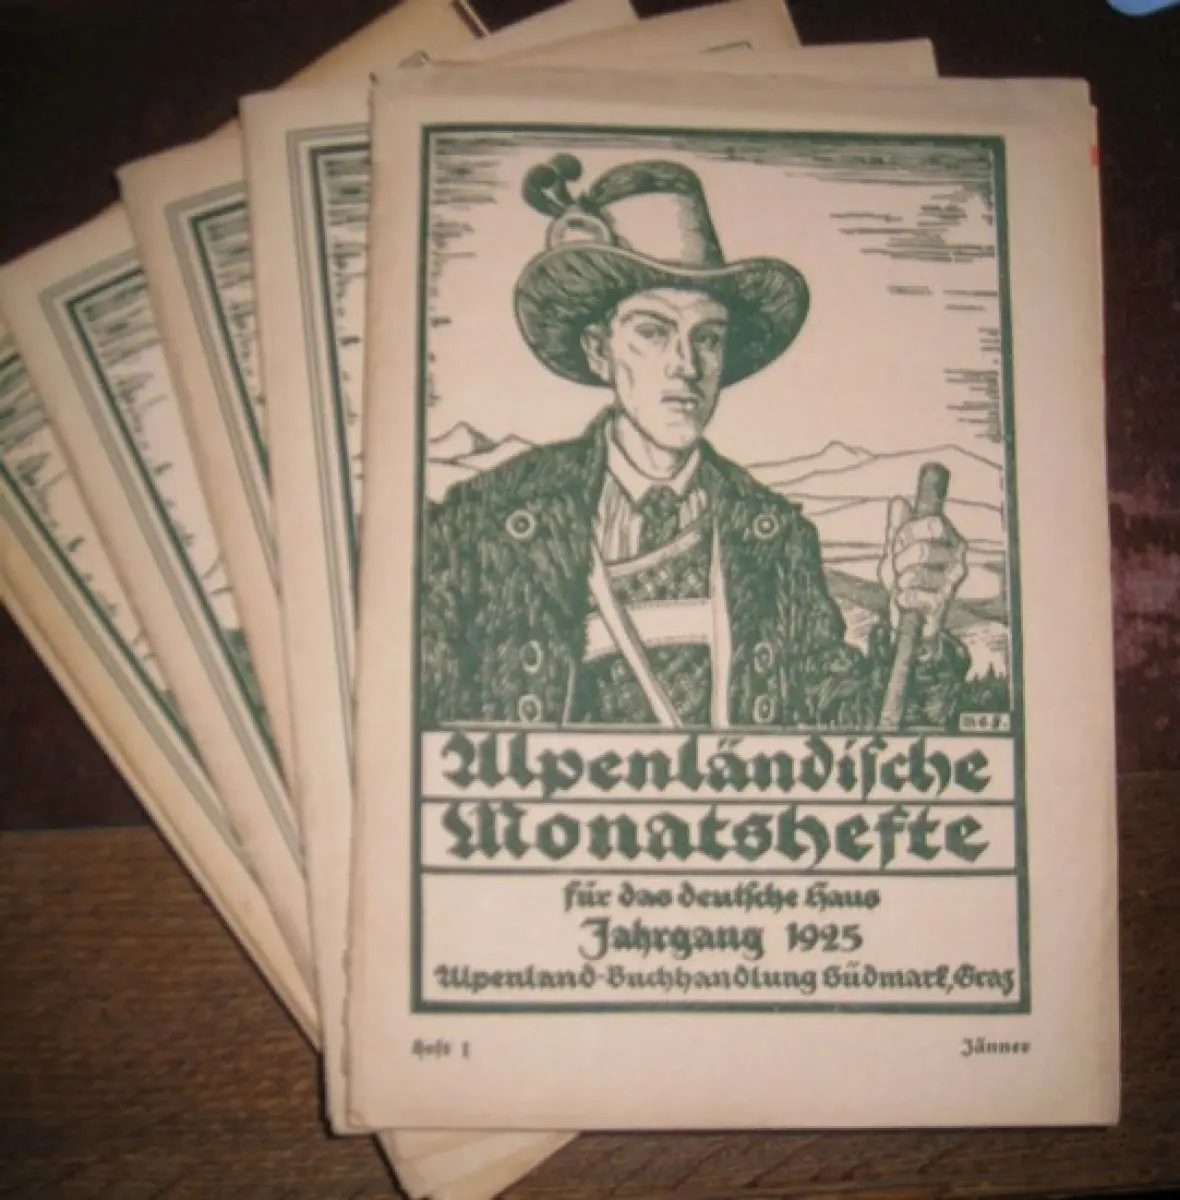 Alpenländische
Monatshefte
für das deutsche Haus
Jahrgang 1925
Alpenland-Buchhandlung Südmark, Graz
Heft 1
Jänner